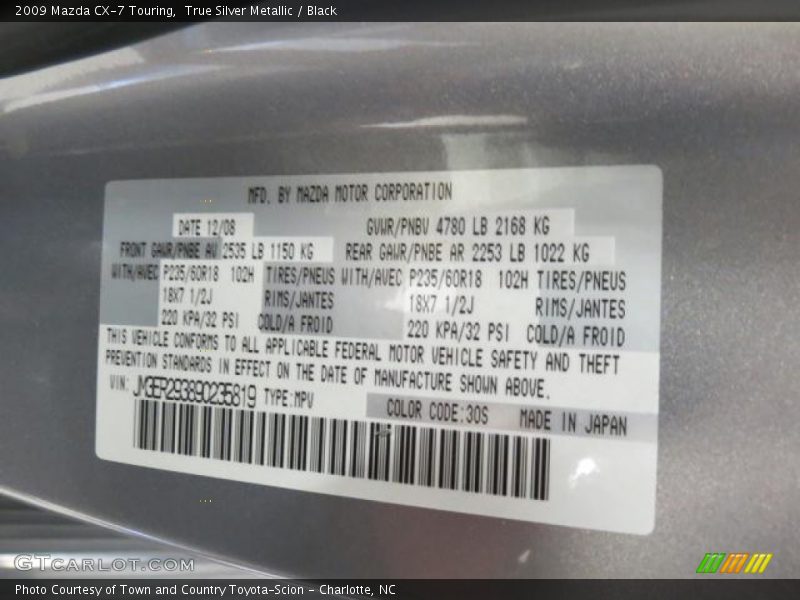 2009 Mazda CX-7 Touring,  True Silver Metallic / Black
MFD. BY MAZDA MOTOR CORPORATION
DATE 12/08 GVWR/PNBV 4780 LB 2168 KG
FRONT GAWR/PNBE AV 2535 LB 1150 KG REAR GAWR/PNBE AR 2253 LB 1022 KG
WITH/AVEC P235/60R18 102H TIRES/PNEUS WITH/AVEC P235/60R18 102H TIRES/PNEUS
18X7 1/2J RIMS/JANTES 18X7 1/2J RIMS/JANTES
220 KPA/32 PSI COLD/A FROID 220 KPA/32 PSI COLD/A FROID
THIS VEHICLE CONFORMS TO ALL APPLICABLE FEDERAL MOTOR VEHICLE SAFETY AND THEFT
PREVENTION STANDARDS IN EFFECT ON THE DATE OF MANUFACTURE SHOWN ABOVE.
VIN: JM3ER293890235819 TYPE:MPV
COLOR CODE:30S MADE IN JAPAN
GTCARLOT.COM
Photo Courtesy of Town and Country Toyota-Scion - Charlotte, NC